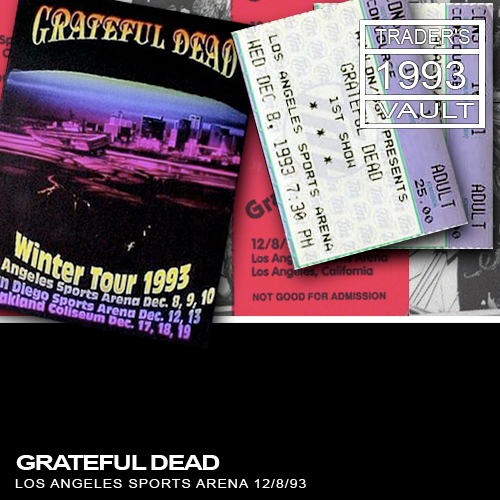 GRATEFUL DEAD
Winter Tour 1993
Angeles Sports Arena Dec. 8, 9, 10
n Diego Sports Arena Dec. 12, 13
akland Coliseum Dec. 17, 18, 19
PRESENTS
GRATEFUL DEAD
1ST SHOW
* * *
LOS ANGELES SPORTS ARENA
WED DEC 8, 1993 7:30 PM
ADULT
25.00
ADULT
TRADER'S
1993
VAULT
12/8/
Los Ang Arena
Los Angeles, California
NOT GOOD FOR ADMISSION
GRATEFUL DEAD
LOS ANGELES SPORTS ARENA 12/8/93